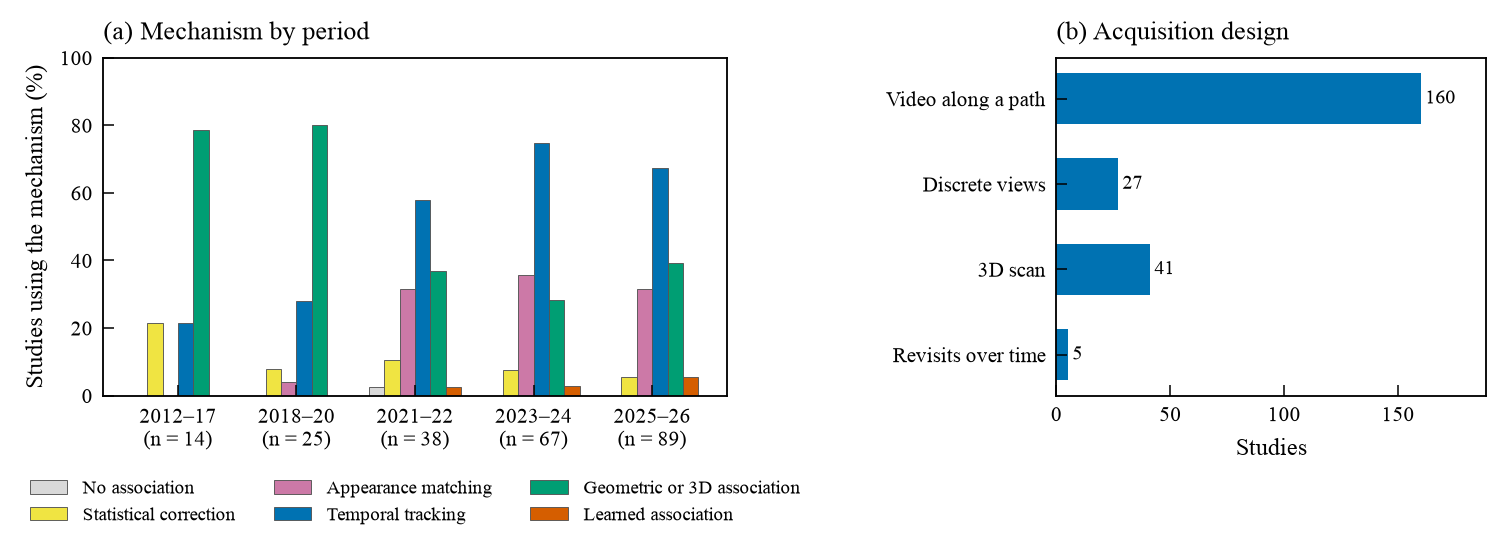 (a) Mechanism by period
Studies using the mechanism (%)
100
80
60
40
20
0
2012–17
(n = 14)
2018–20
(n = 25)
2021–22
(n = 38)
2023–24
(n = 67)
2025–26
(n = 89)
No association
Statistical correction
Appearance matching
Temporal tracking
Geometric or 3D association
Learned association
(b) Acquisition design
Video along a path
160
Discrete views
27
3D scan
41
Revisits over time
5
0
50
100
150
Studies